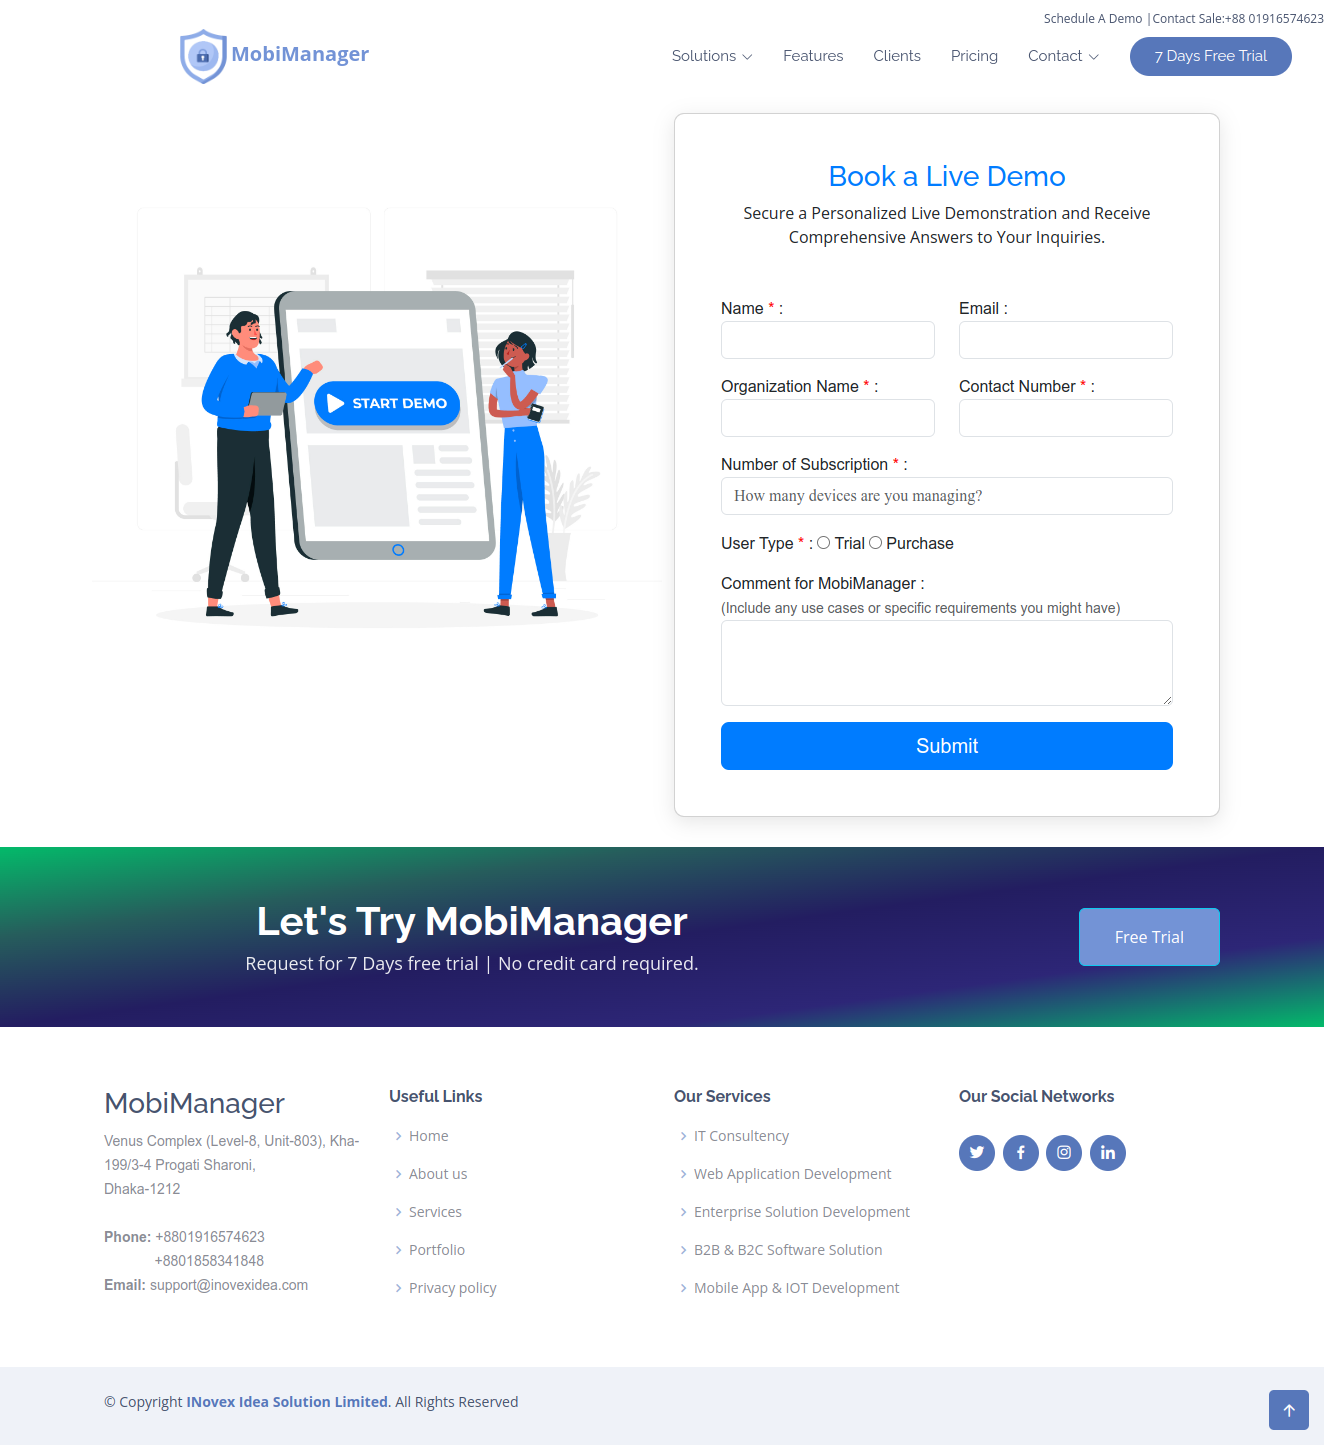 Schedule A Demo |Contact Sale:+88 01916574623
MobiManager
Solutions
Features
Clients
Pricing
Contact
7 Days Free Trial
START DEMO
Book a Live Demo
Secure a Personalized Live Demonstration and Receive
Comprehensive Answers to Your Inquiries.
Name * :
Email :
Organization Name * :
Contact Number * :
Number of Subscription * :
How many devices are you managing?
User Type * : Trial Purchase
Comment for MobiManager :
(Include any use cases or specific requirements you might have)
Submit
Let's Try MobiManager
Request for 7 Days free trial | No credit card required.
Free Trial
MobiManager
Venus Complex (Level-8, Unit-803), Kha-
199/3-4 Progati Sharoni,
Dhaka-1212
Phone: +8801916574623
+8801858341848
Email: support@inovexidea.com
Useful Links
Home
About us
Services
Portfolio
Privacy policy
Our Services
IT Consultency
Web Application Development
Enterprise Solution Development
B2B & B2C Software Solution
Mobile App & IOT Development
Our Social Networks
© Copyright INovex Idea Solution Limited. All Rights Reserved